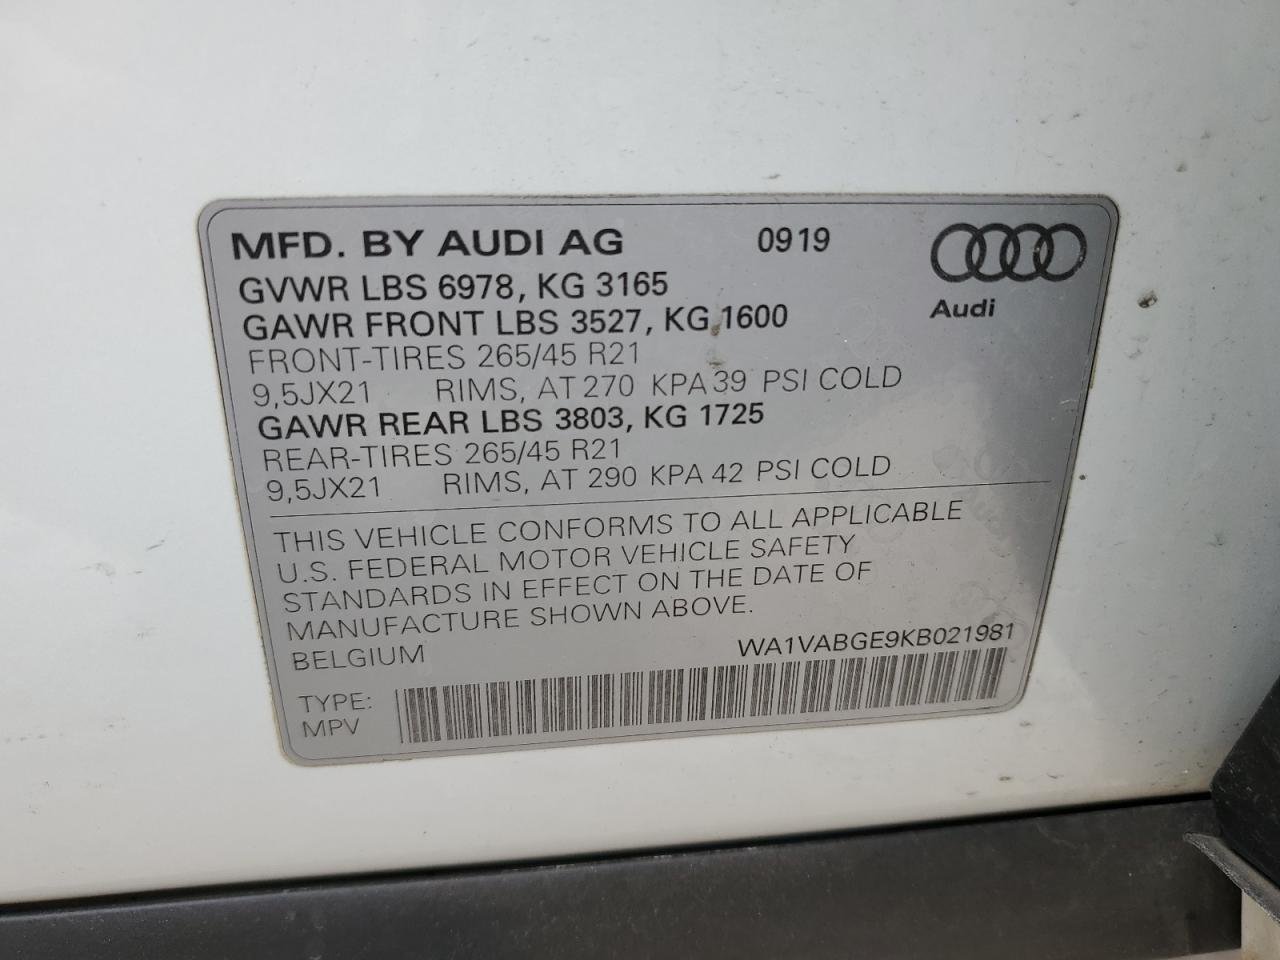 MFD. BY AUDI AG 0919
GVWR LBS 6978, KG 3165
Audi
GAWR FRONT LBS 3527, KG 1600
FRONT-TIRES 265/45 R21
9,5JX21 RIMS, AT 270 KPA 39 PSI COLD
GAWR REAR LBS 3803, KG 1725
REAR-TIRES 265/45 R21
9,5JX21 RIMS, AT 290 KPA 42 PSI COLD
THIS VEHICLE CONFORMS TO ALL APPLICABLE
U.S. FEDERAL MOTOR VEHICLE SAFETY
STANDARDS IN EFFECT ON THE DATE OF
MANUFACTURE SHOWN ABOVE.
BELGIUM WA1VABGE9KB021981
TYPE:
MPV